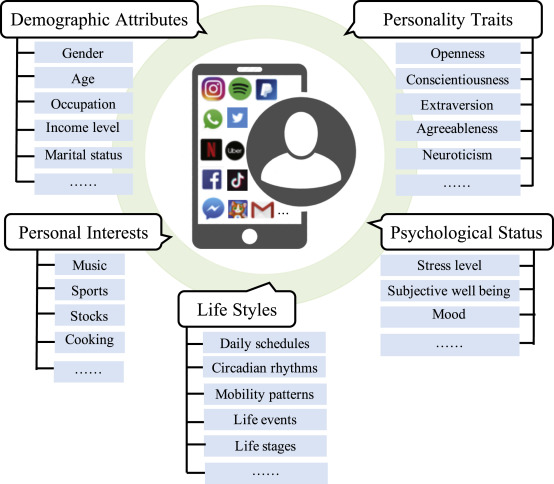 Demographic Attributes
Gender
Age
Occupation
Income level
Marital status
……
Personality Traits
Openness
Conscientiousness
Extraversion
Agreeableness
Neuroticism
……
N
Uber
...
Personal Interests
Music
Sports
Stocks
Cooking
……
Psychological Status
Stress level
Subjective well being
Mood
……
Life Styles
Daily schedules
Circadian rhythms
Mobility patterns
Life events
Life stages
……